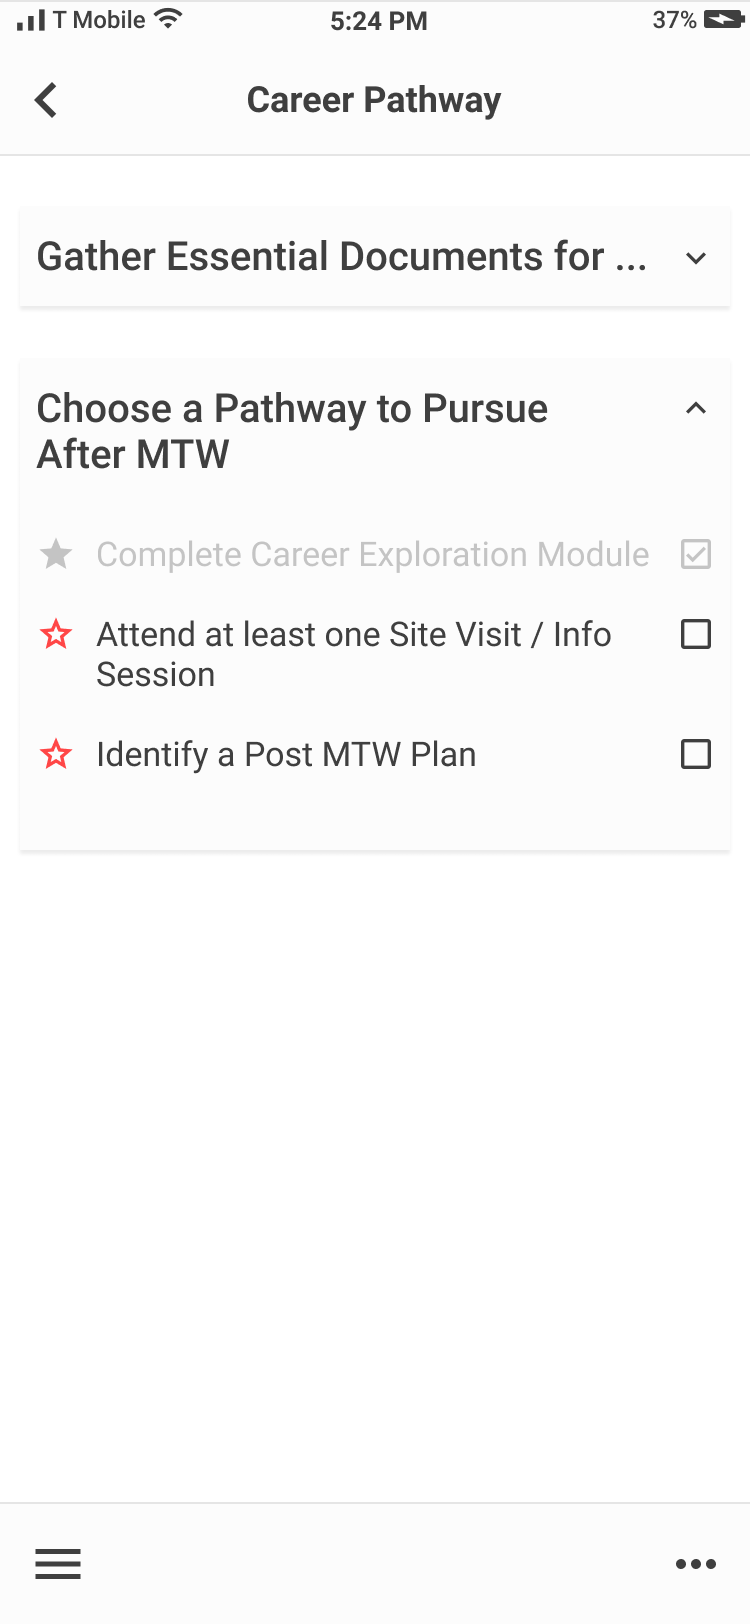 T Mobile 5:24 PM 37%
Career Pathway
Gather Essential Documents for ...
Choose a Pathway to Pursue
After MTW
Complete Career Exploration Module
Attend at least one Site Visit / Info
Session
Identify a Post MTW Plan